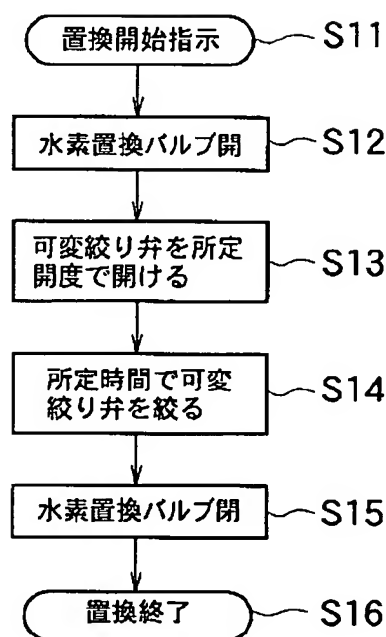 置換開始指示 S11
水素置換バルブ開 S12
可変絞り弁を所定
開度で開ける S13
所定時間で可変
絞り弁を絞る S14
水素置換バルブ閉 S15
置換終了 S16